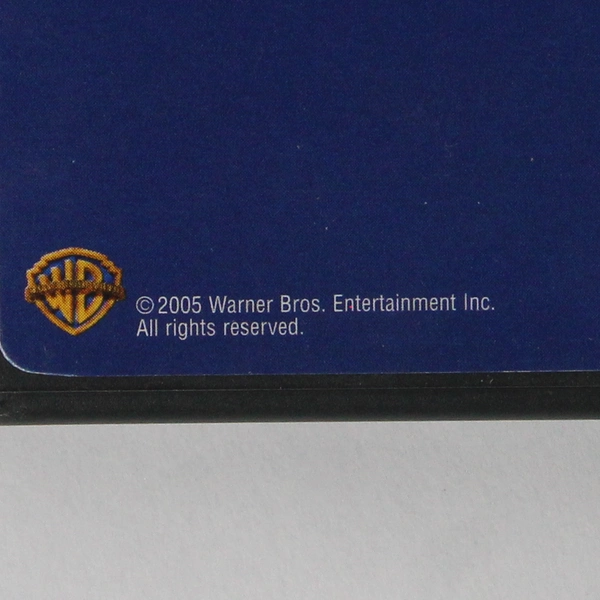 WB
©2005 Warner Bros. Entertainment Inc.
All rights reserved.